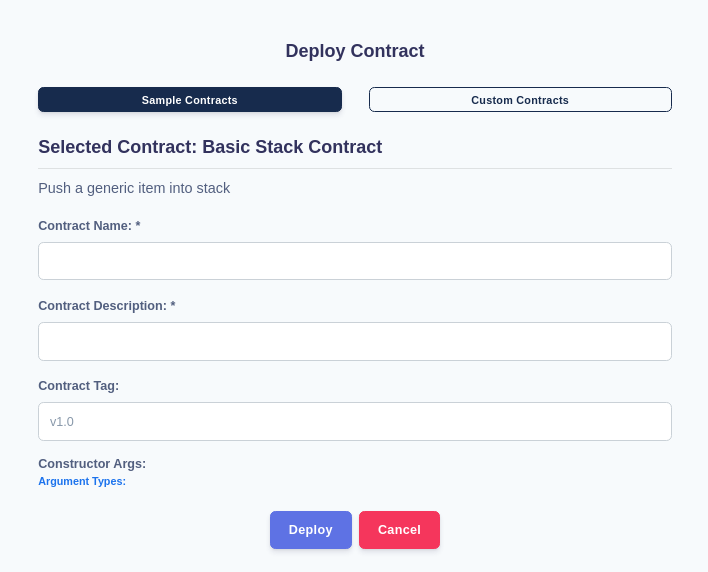 Deploy Contract
Sample Contracts
Custom Contracts
Selected Contract: Basic Stack Contract
Push a generic item into stack
Contract Name: *
Contract Description: *
Contract Tag:
v1.0
Constructor Args:
Argument Types:
Deploy
Cancel